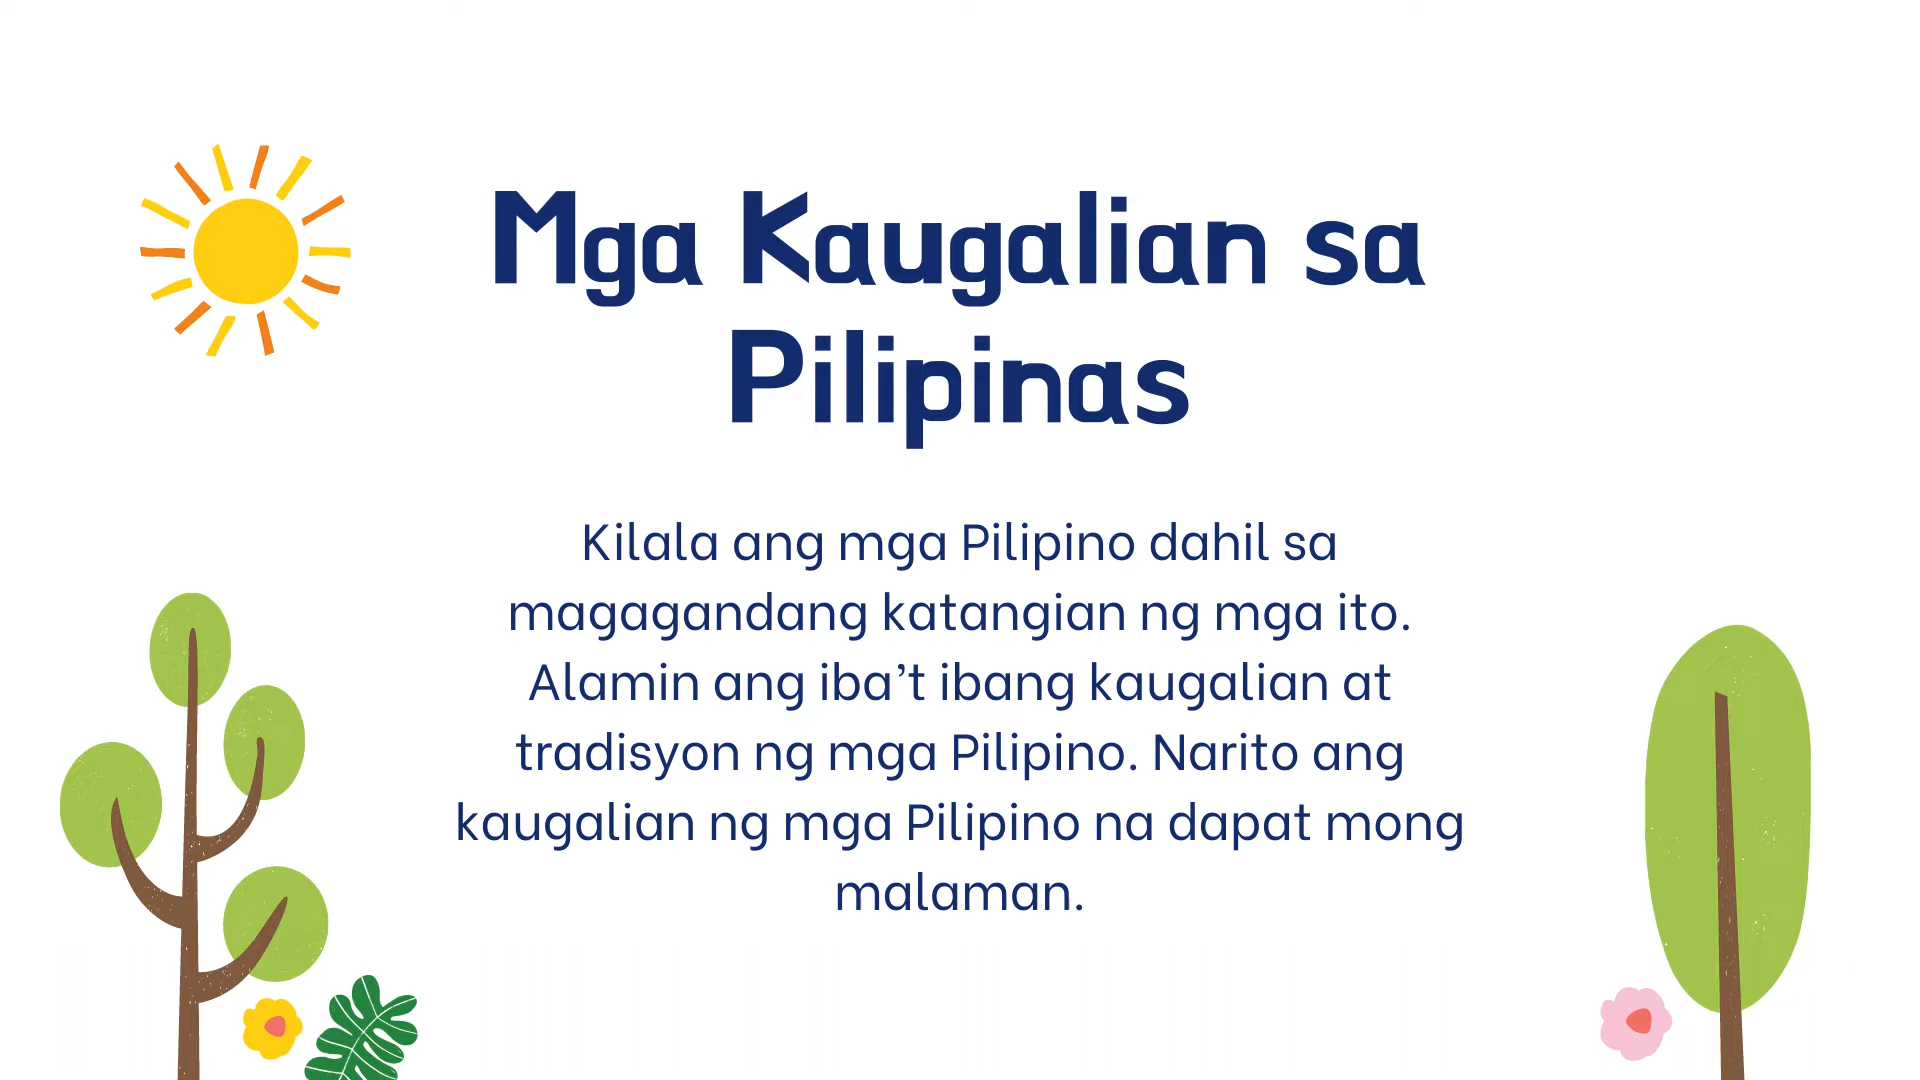 Mga Kaugalian sa
Pilipinas
Kilala ang mga Pilipino dahil sa
magagandang katangian ng mga ito.
Alamin ang iba’t ibang kaugalian at
tradisyon ng mga Pilipino. Narito ang
kaugalian ng mga Pilipino na dapat mong
malaman.